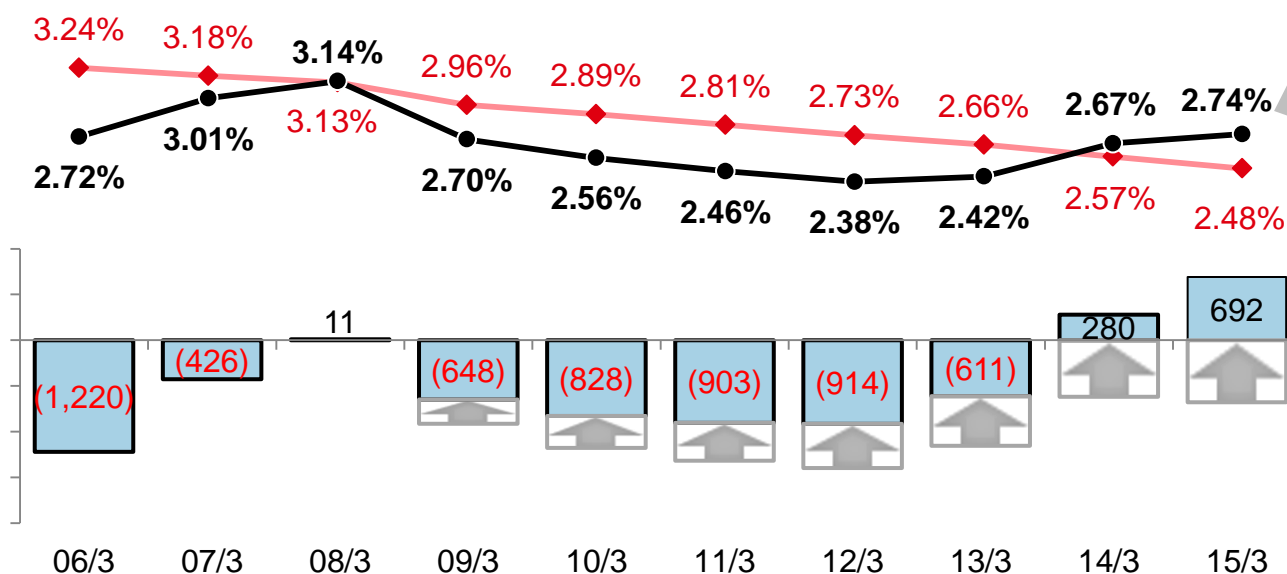 3.24% 3.18% 3.14% 2.96% 2.89% 2.81% 2.73% 2.66% 2.67% 2.74%
2.72% 3.01% 3.13% 2.70% 2.56% 2.46% 2.38% 2.42% 2.57% 2.48%
(1,220) (426) 11 (648) (828) (903) (914) (611) 280 692
06/3 07/3 08/3 09/3 10/3 11/3 12/3 13/3 14/3 15/3